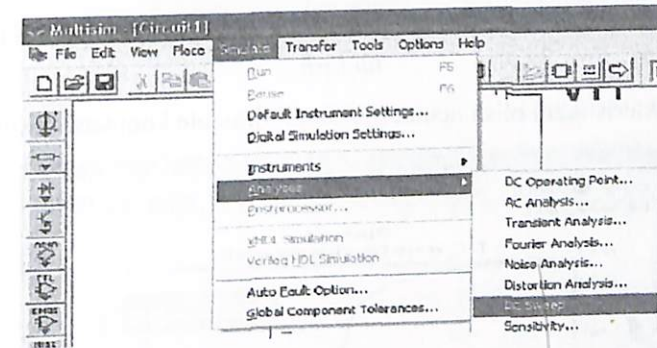 Multisim - [Circuit1]
File Edit View Place Simulate Transfer Tools Options Help
Run F5
Pause F6
Default Instrument Settings...
Digital Simulation Settings...
Instruments
Analyses
Postprocessor...
VHDL Simulation
Verilog HDL Simulation
Auto Fault Option...
Global Component Tolerances...
DC Operating Point...
AC Analysis...
Transient Analysis...
Fourier Analysis...
Noise Analysis...
Distortion Analysis...
DC Sweep
Sensitivity...